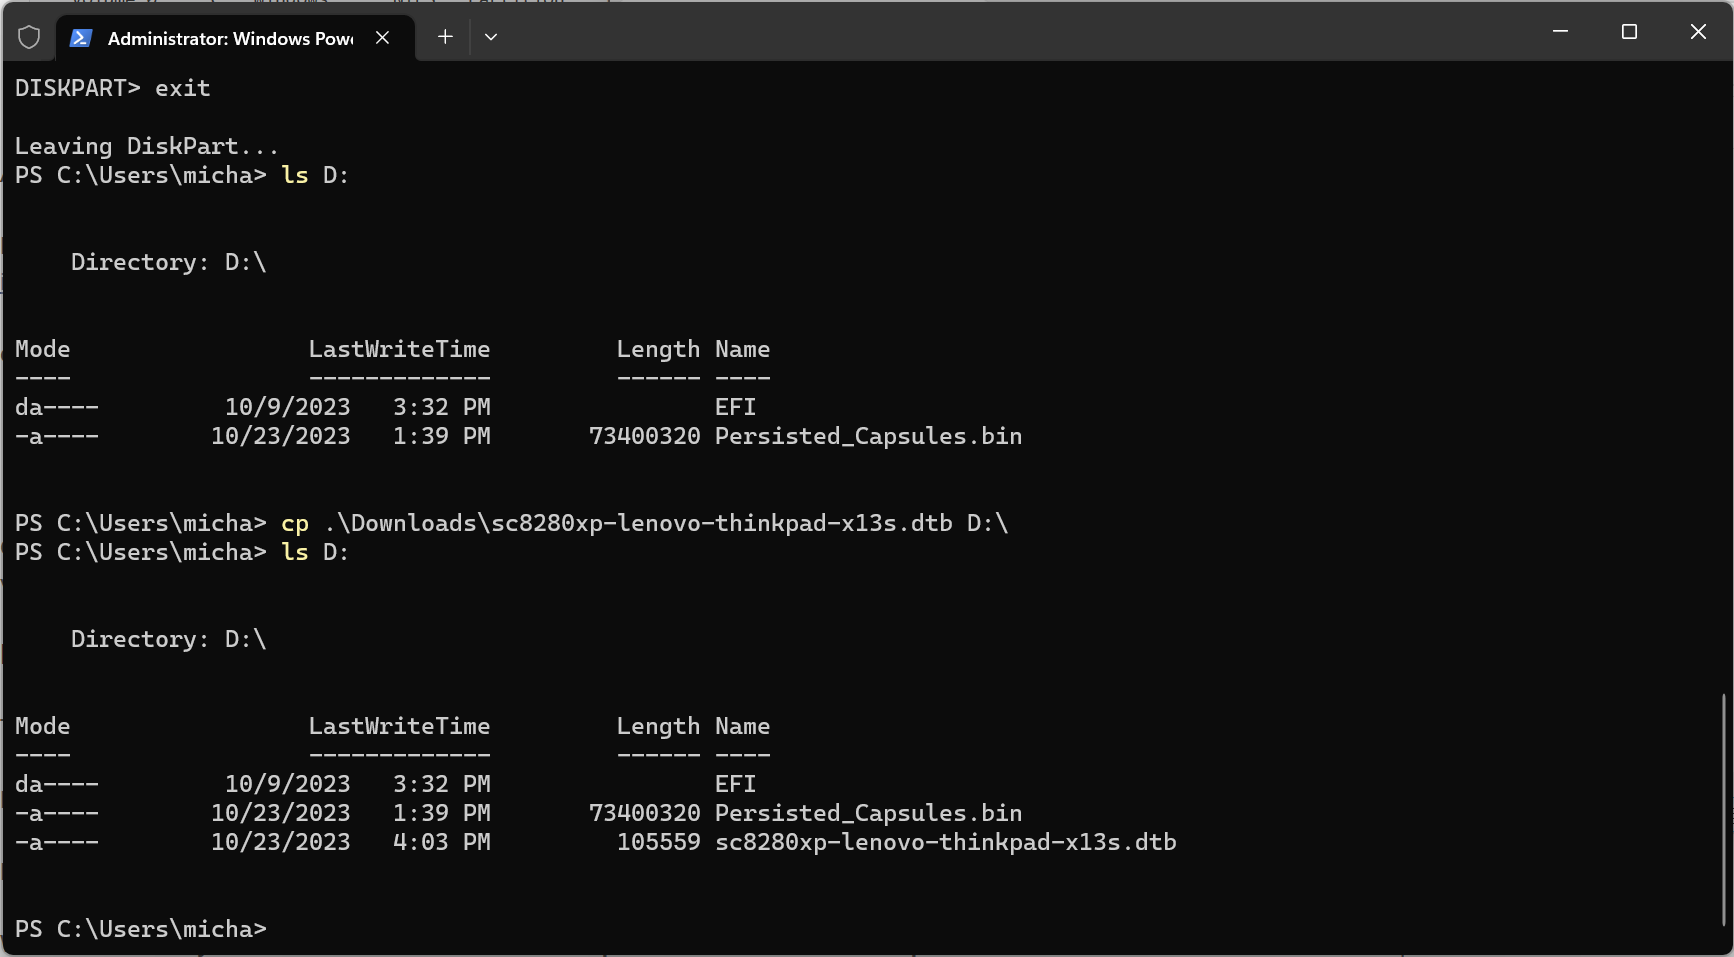 Administrator: Windows Pow
DISKPART> exit
Leaving DiskPart...
PS C:\Users\micha> ls D:
Directory: D:\
Mode LastWriteTime Length Name
---- ------------- ------ ----
da---- 10/9/2023 3:32 PM EFI
-a---- 10/23/2023 1:39 PM 73400320 Persisted_Capsules.bin
PS C:\Users\micha> cp .\Downloads\sc8280xp-lenovo-thinkpad-x13s.dtb D:\
PS C:\Users\micha> ls D:
Directory: D:\
Mode LastWriteTime Length Name
---- ------------- ------ ----
da---- 10/9/2023 3:32 PM EFI
-a---- 10/23/2023 1:39 PM 73400320 Persisted_Capsules.bin
-a---- 10/23/2023 4:03 PM 105559 sc8280xp-lenovo-thinkpad-x13s.dtb
PS C:\Users\micha>